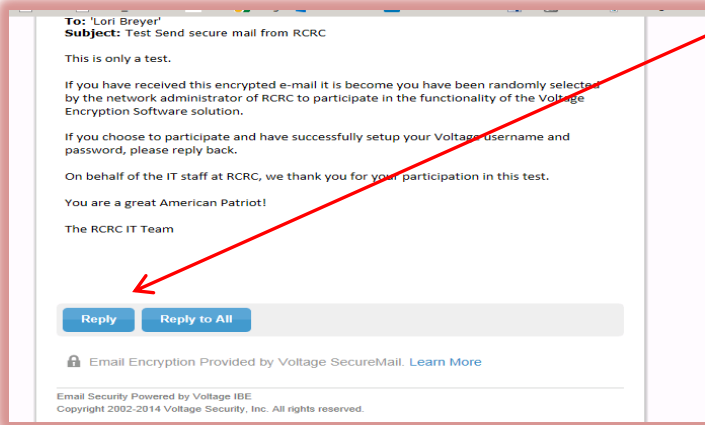 To: 'Lori Breyer'
Subject: Test Send secure mail from RCRC
This is only a test.
If you have received this encrypted e-mail it is become you have been randomly selected
by the network administrator of RCRC to participate in the functionality of the Voltage
Encryption Software solution.
If you choose to participate and have successfully setup your Voltage username and
password, please reply back.
On behalf of the IT staff at RCRC, we thank you for your participation in this test.
You are a great American Patriot!
The RCRC IT Team
Reply Reply to All
Email Encryption Provided by Voltage SecureMail. Learn More
Email Security Powered by Voltage IBE
Copyright 2002-2014 Voltage Security, Inc. All rights reserved.